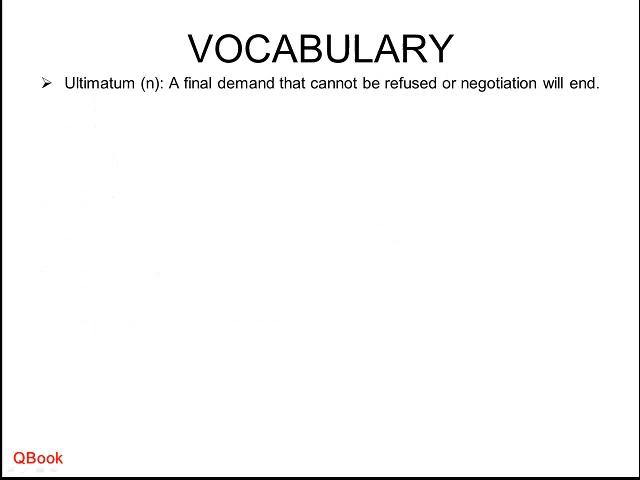 VOCABULARY
➢ Ultimatum (n): A final demand that cannot be refused or negotiation will end.
QBook